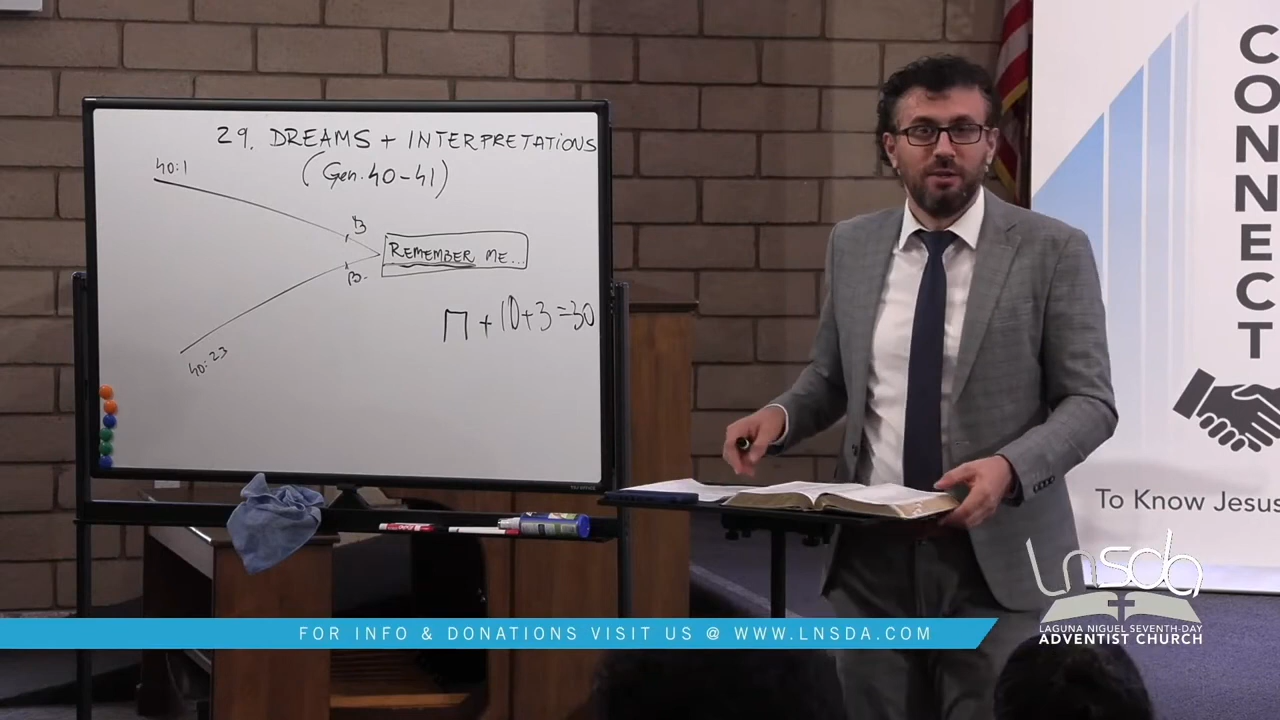 29. DREAMS + INTERPRETATIONS
(Gen. 40-41)
40:1
B
REMEMBER ME...
B.
17 + 10 + 3 = 30
40:23
CONNECT
To Know Jesus
lnsda
LAGUNA NIGUEL SEVENTH-DAY
ADVENTIST CHURCH
FOR INFO & DONATIONS VISIT US @ WWW.LNSDA.COM